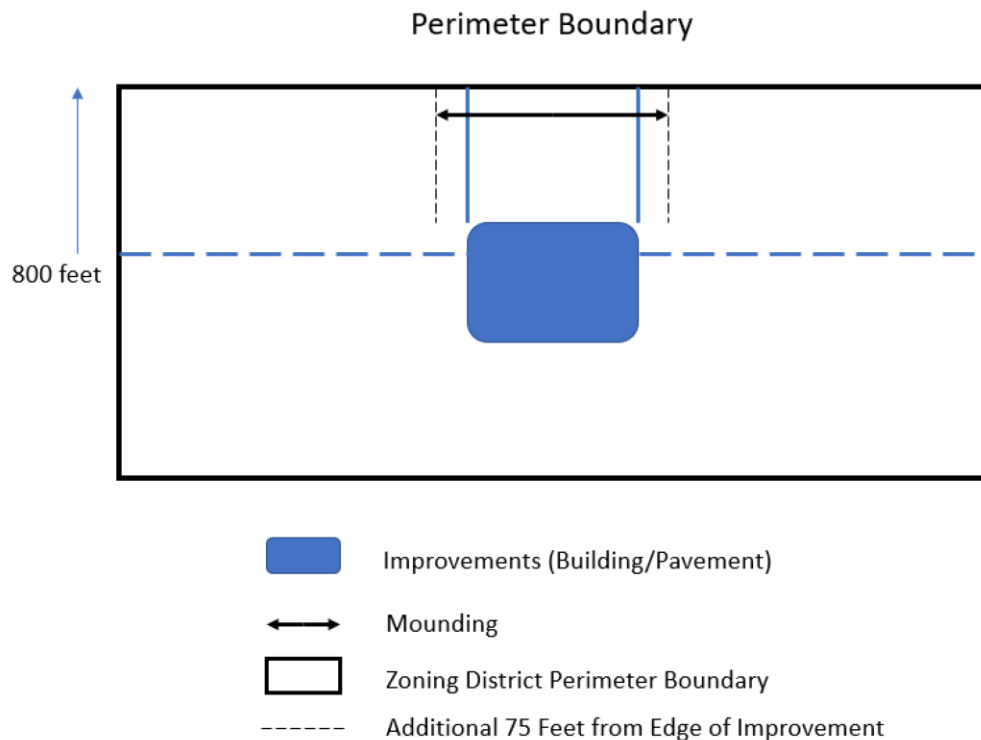 Perimeter Boundary
800 feet
Improvements (Building/Pavement)
Mounding
Zoning District Perimeter Boundary
Additional 75 Feet from Edge of Improvement